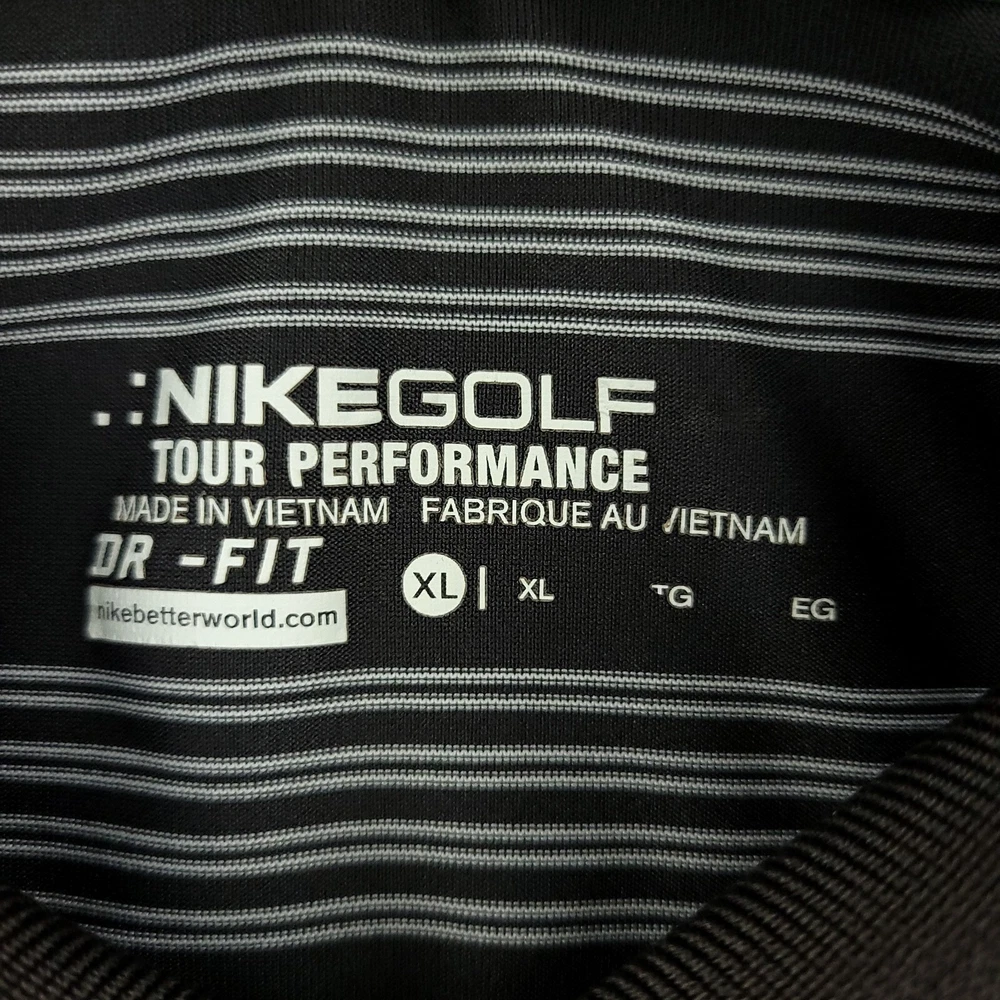 NIKEGOLF
TOUR PERFORMANCE
MADE IN VIETNAM FABRIQUE AU VIETNAM
DR -FIT
XL | XL TG EG
nikebetterworld.com